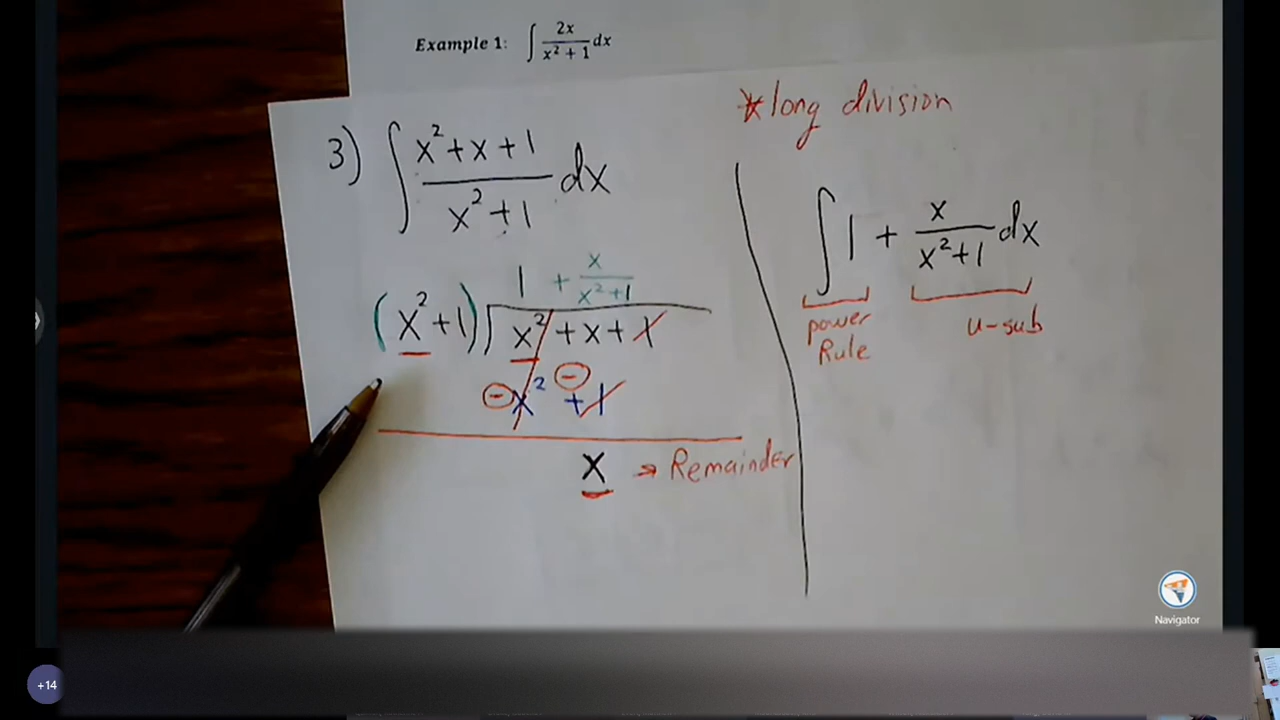 Example 1: ∫ 2x/(x² + 1) dx
*long division
3) ∫ (x² + x + 1)/(x² + 1) dx
1 + x/(x² + 1)
(x² + 1) x² + x + 1
⊖ x² ⊖ + 1
x → Remainder
∫ 1 + x/(x² + 1) dx
power Rule
u-sub
Navigator
+14